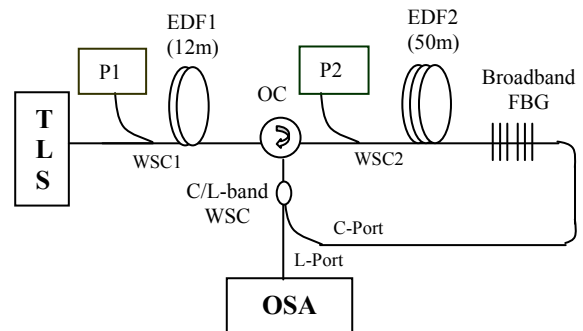 EDF1
(12m)
EDF2
(50m)
P1
P2
Broadband
FBG
OC
T
L
S
WSC1
WSC2
C/L-band
WSC
C-Port
L-Port
OSA